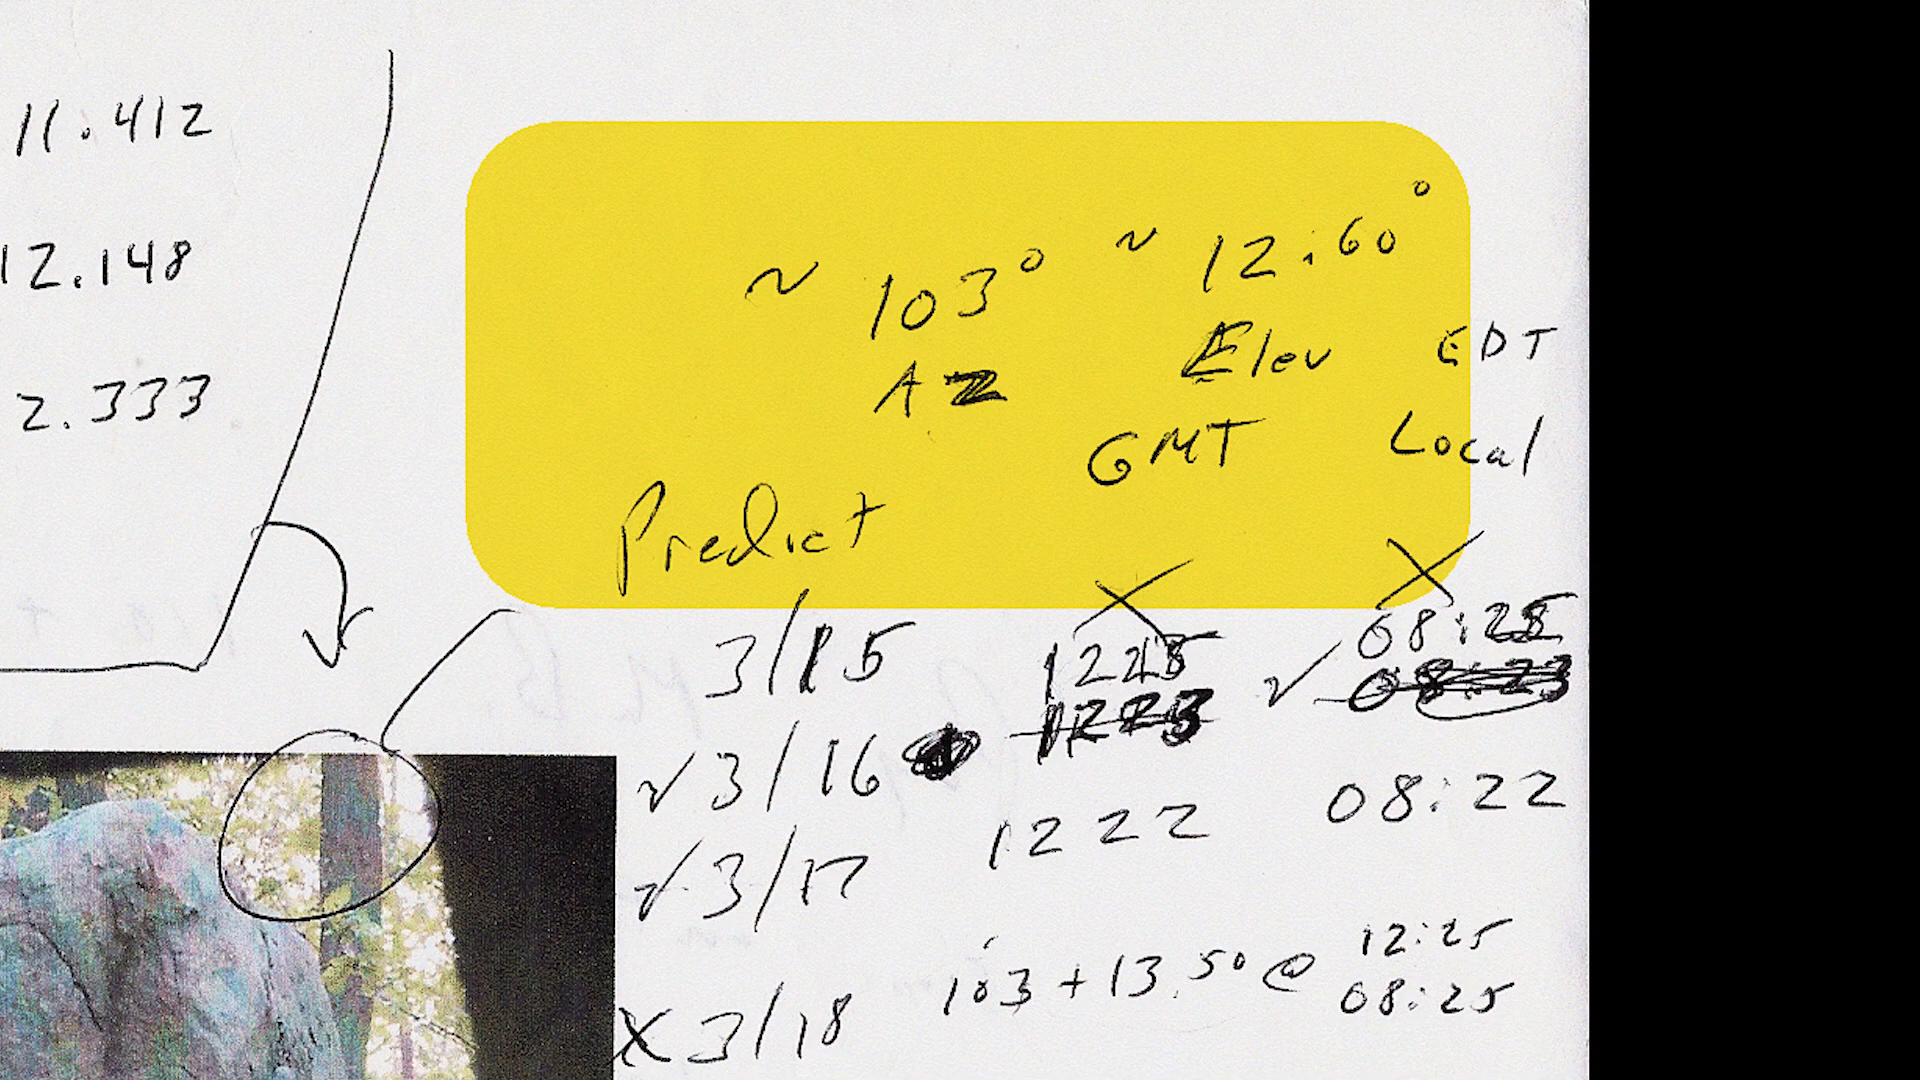 11.412
12.148
2.333
~ 103° ~ 12.60°
Az Elev EDT
GMT Local
Predict
3/15 1225 08:25
1223 08:23
✓ 3/16
1222 08:22
✓ 3/17
103 + 13.50 @ 12:25
08:25
X 3/18